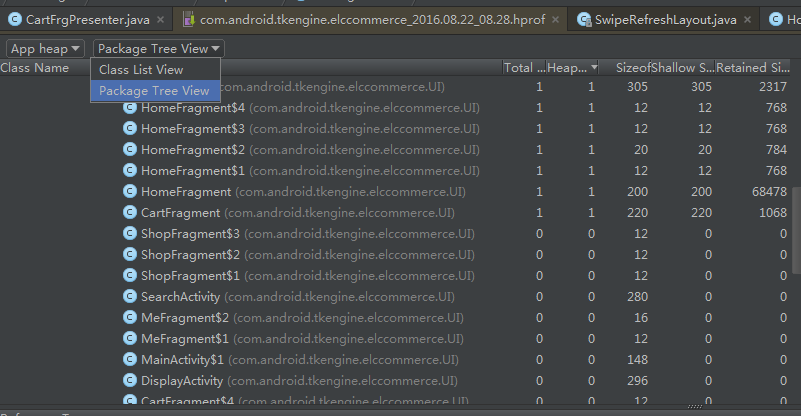 CartFrgPresenter.java × com.android.tkengine.elccommerce_2016.08.22_08.28.hprof × SwipeRefreshLayout.java × Ho
App heap Package Tree View
Class Name Total ... Heap... Sizeof Shallow S... Retained Si...
Class List View
Package Tree View
com.android.tkengine.elccommerce.UI) 1 1 305 305 2317
HomeFragment$4 (com.android.tkengine.elccommerce.UI) 1 1 12 12 768
HomeFragment$3 (com.android.tkengine.elccommerce.UI) 1 1 12 12 768
HomeFragment$2 (com.android.tkengine.elccommerce.UI) 1 1 20 20 784
HomeFragment$1 (com.android.tkengine.elccommerce.UI) 1 1 12 12 768
HomeFragment (com.android.tkengine.elccommerce.UI) 1 1 200 200 68478
CartFragment (com.android.tkengine.elccommerce.UI) 1 1 220 220 1068
ShopFragment$3 (com.android.tkengine.elccommerce.UI) 0 0 12 0 0
ShopFragment$2 (com.android.tkengine.elccommerce.UI) 0 0 12 0 0
ShopFragment$1 (com.android.tkengine.elccommerce.UI) 0 0 12 0 0
SearchActivity (com.android.tkengine.elccommerce.UI) 0 0 280 0 0
MeFragment$2 (com.android.tkengine.elccommerce.UI) 0 0 16 0 0
MeFragment$1 (com.android.tkengine.elccommerce.UI) 0 0 12 0 0
MainActivity$1 (com.android.tkengine.elccommerce.UI) 0 0 148 0 0
DisplayActivity (com.android.tkengine.elccommerce.UI) 0 0 296 0 0
CartFragment$4 (com.android.tkengine.elccommerce.UI) 0 0 12 0 0